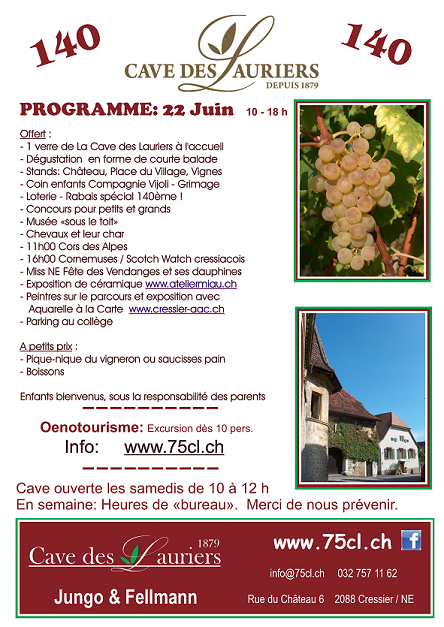 140
140
CAVE DES Lauriers
DEPUIS 1879
PROGRAMME: 22 Juin 10 - 18 h
Offert :
- 1 verre de La Cave des Lauriers à l'accueil
- Dégustation en forme de courte balade
- Stands: Château, Place du Village, Vignes
- Coin enfants Compagnie Vijoli - Grimage
- Loterie - Rabais spécial 140ème !
- Concours pour petits et grands
- Musée «sous le toit»
- Chevaux et leur char
- 11h00 Cors des Alpes
- 16h00 Cornemuses / Scotch Watch cressiacois
- Miss NE Fête des Vendanges et ses dauphines
- Exposition de céramique www.ateliermiau.ch
- Peintres sur le parcours et exposition avec
Aquarelle à la Carte www.cressier-aac.ch
- Parking au collège
A petits prix :
- Pique-nique du vigneron ou saucisses pain
- Boissons
Enfants bienvenus, sous la responsabilité des parents
Oenotourisme: Excursion dès 10 pers.
Info: www.75cl.ch
Cave ouverte les samedis de 10 à 12 h
En semaine: Heures de «bureau». Merci de nous prévenir.
1879
Cave des Lauriers
Jungo & Fellmann
www.75cl.ch f
info@75cl.ch 032 757 11 62
Rue du Château 6 2088 Cressier / NE